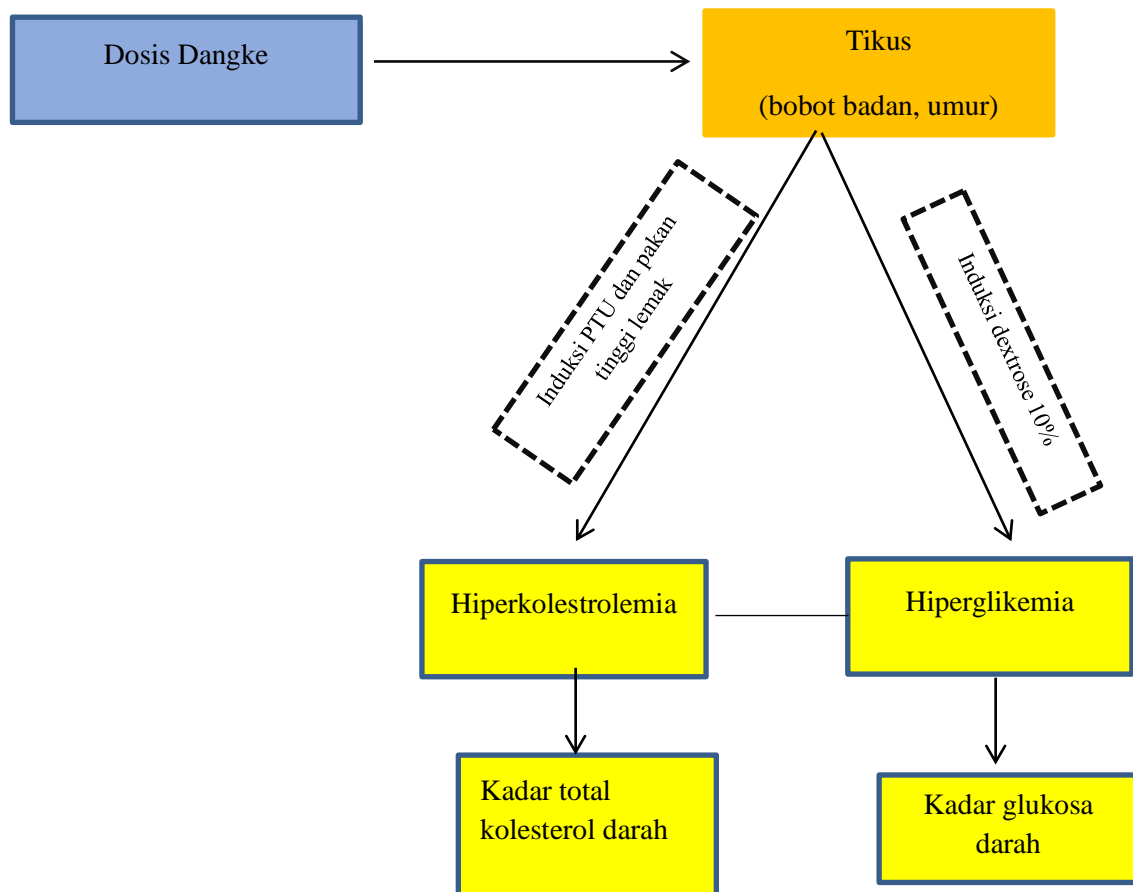 Dosis Dangke
Tikus
(bobot badan, umur)
Induksi PTU dan pakan
tinggi lemak
Induksi dextrose 10%
Hiperkolestrolemia
Hiperglikemia
Kadar total
kolesterol darah
Kadar glukosa
darah